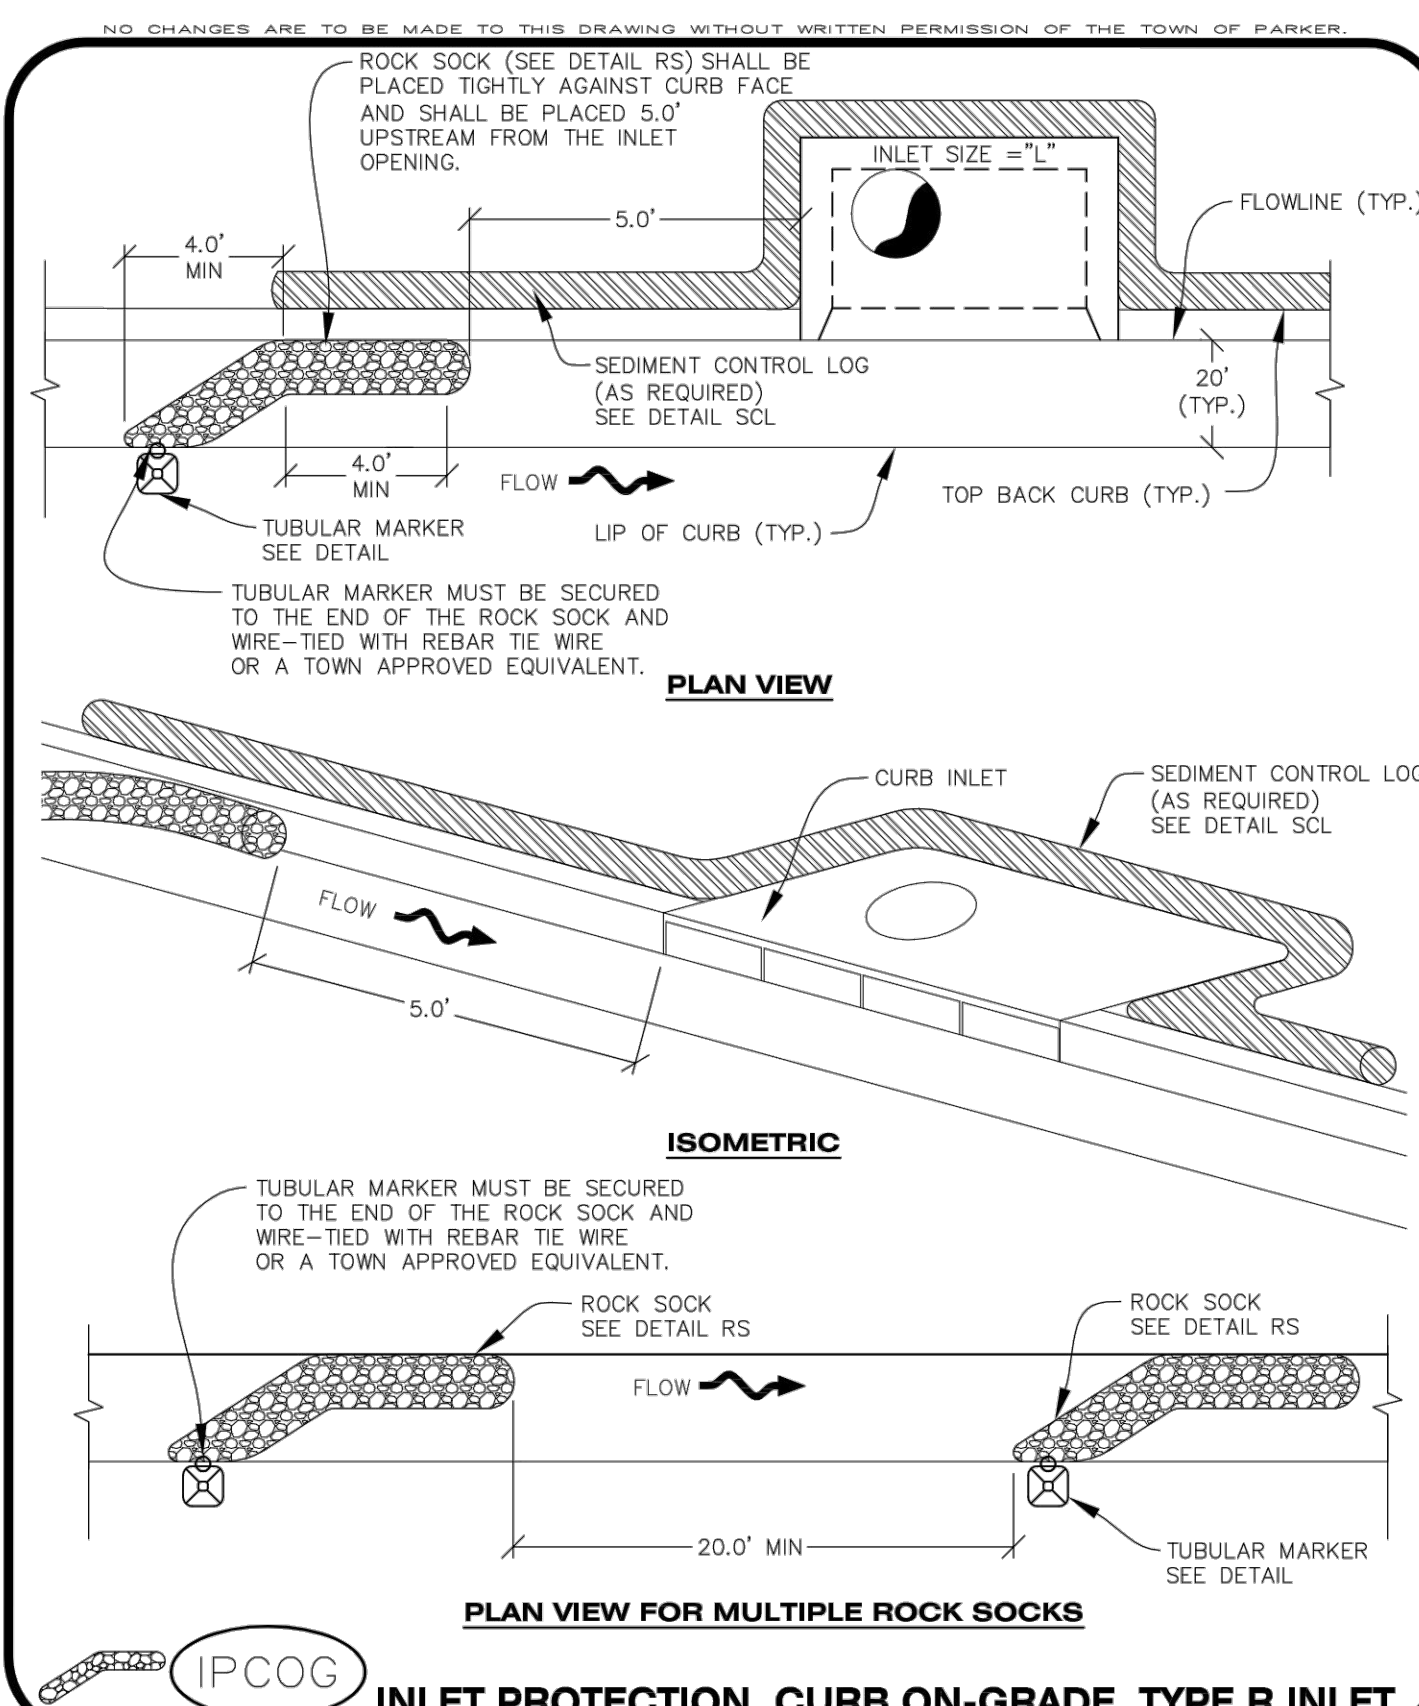 NO CHANGES ARE TO BE MADE TO THIS DRAWING WITHOUT WRITTEN PERMISSION OF THE TOWN OF PARKER.
ROCK SOCK (SEE DETAIL RS) SHALL BE
PLACED TIGHTLY AGAINST CURB FACE
AND SHALL BE PLACED 5.0'
UPSTREAM FROM THE INLET
OPENING.
INLET SIZE ="L"
FLOWLINE (TYP.)
5.0'
4.0'
MIN
SEDIMENT CONTROL LOG
(AS REQUIRED)
SEE DETAIL SCL
20'
(TYP.)
4.0'
MIN
FLOW
TOP BACK CURB (TYP.)
LIP OF CURB (TYP.)
TUBULAR MARKER
SEE DETAIL
TUBULAR MARKER MUST BE SECURED
TO THE END OF THE ROCK SOCK AND
WIRE-TIED WITH REBAR TIE WIRE
OR A TOWN APPROVED EQUIVALENT.
PLAN VIEW
CURB INLET
SEDIMENT CONTROL LOG
(AS REQUIRED)
SEE DETAIL SCL
FLOW
5.0'
ISOMETRIC
TUBULAR MARKER MUST BE SECURED
TO THE END OF THE ROCK SOCK AND
WIRE-TIED WITH REBAR TIE WIRE
OR A TOWN APPROVED EQUIVALENT.
ROCK SOCK
SEE DETAIL RS
ROCK SOCK
SEE DETAIL RS
FLOW
20.0' MIN
TUBULAR MARKER
SEE DETAIL
PLAN VIEW FOR MULTIPLE ROCK SOCKS
IPCOG
INLET PROTECTION, CURB ON-GRADE, TYPE R INLET